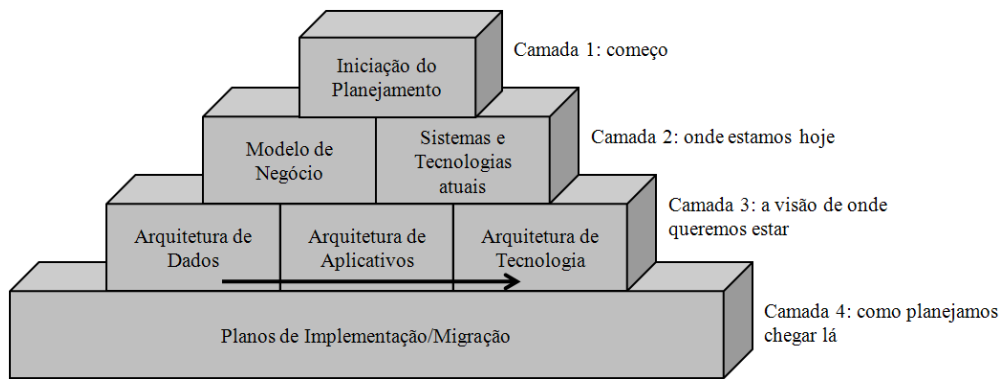 Iniciação do
Planejamento
Camada 1: começo
Modelo de
Negócio
Sistemas e
Tecnologias
atuais
Camada 2: onde estamos hoje
Arquitetura de
Dados
Arquitetura de
Aplicativos
Arquitetura de
Tecnologia
Camada 3: a visão de onde
queremos estar
Planos de Implementação/Migração
Camada 4: como planejamos
chegar lá